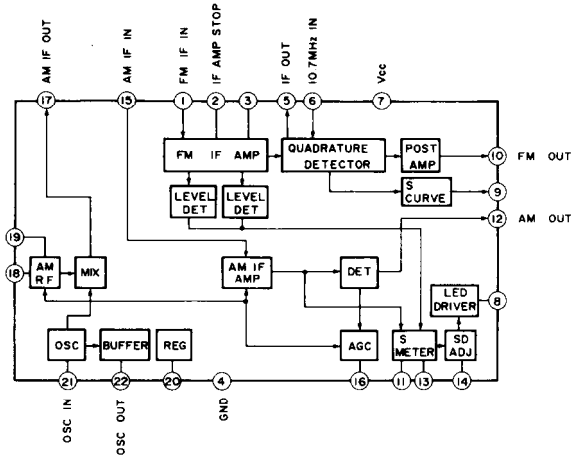 AM IF OUT
AM IF IN
FM IF IN
IF AMP STOP
IF OUT
10.7MHz IN
Vcc
17
15
1
2
3
5
6
7
FM IF AMP
QUADRATURE
DETECTOR
POST
AMP
10
FM OUT
LEVEL
DET
LEVEL
DET
S
CURVE
9
12
AM OUT
19
18
AM
RF
MIX
AM IF
AMP
DET
LED
DRIVER
8
OSC
BUFFER
REG
AGC
S
METER
SD
ADJ
21
22
20
4
16
11
13
14
OSC IN
OSC OUT
GND